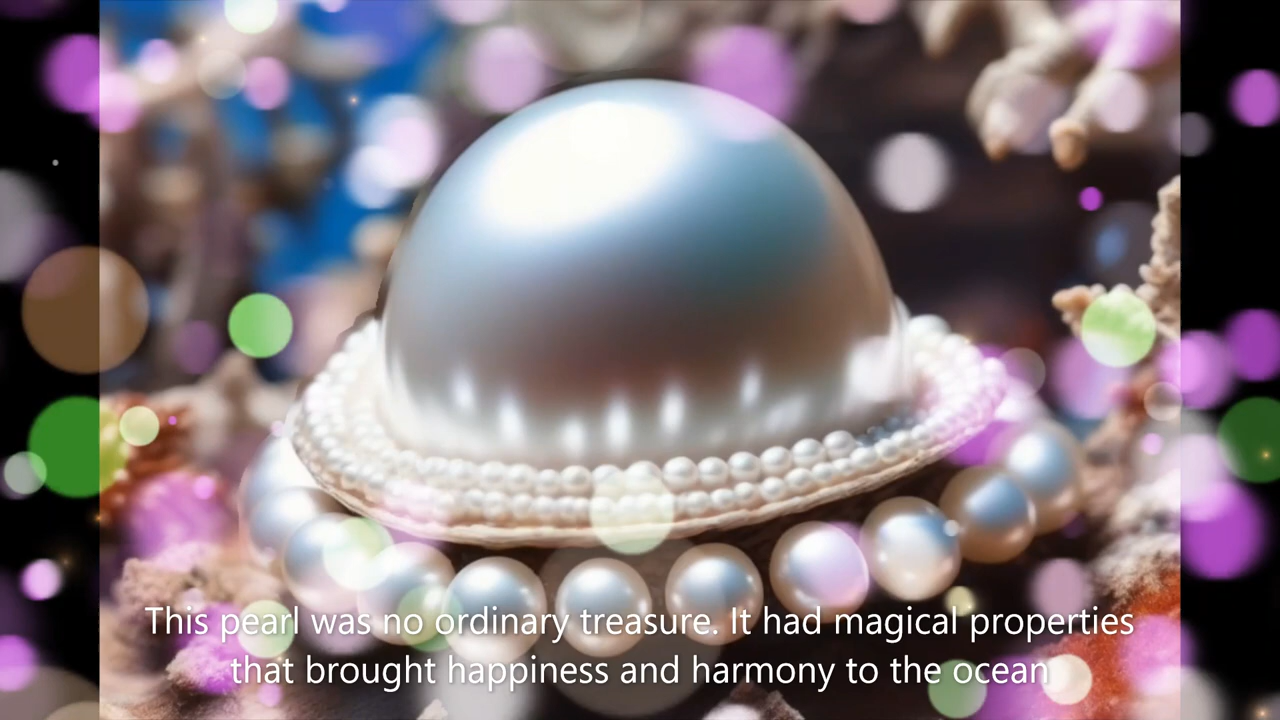 This pearl was no ordinary treasure. It had magical properties
that brought happiness and harmony to the ocean